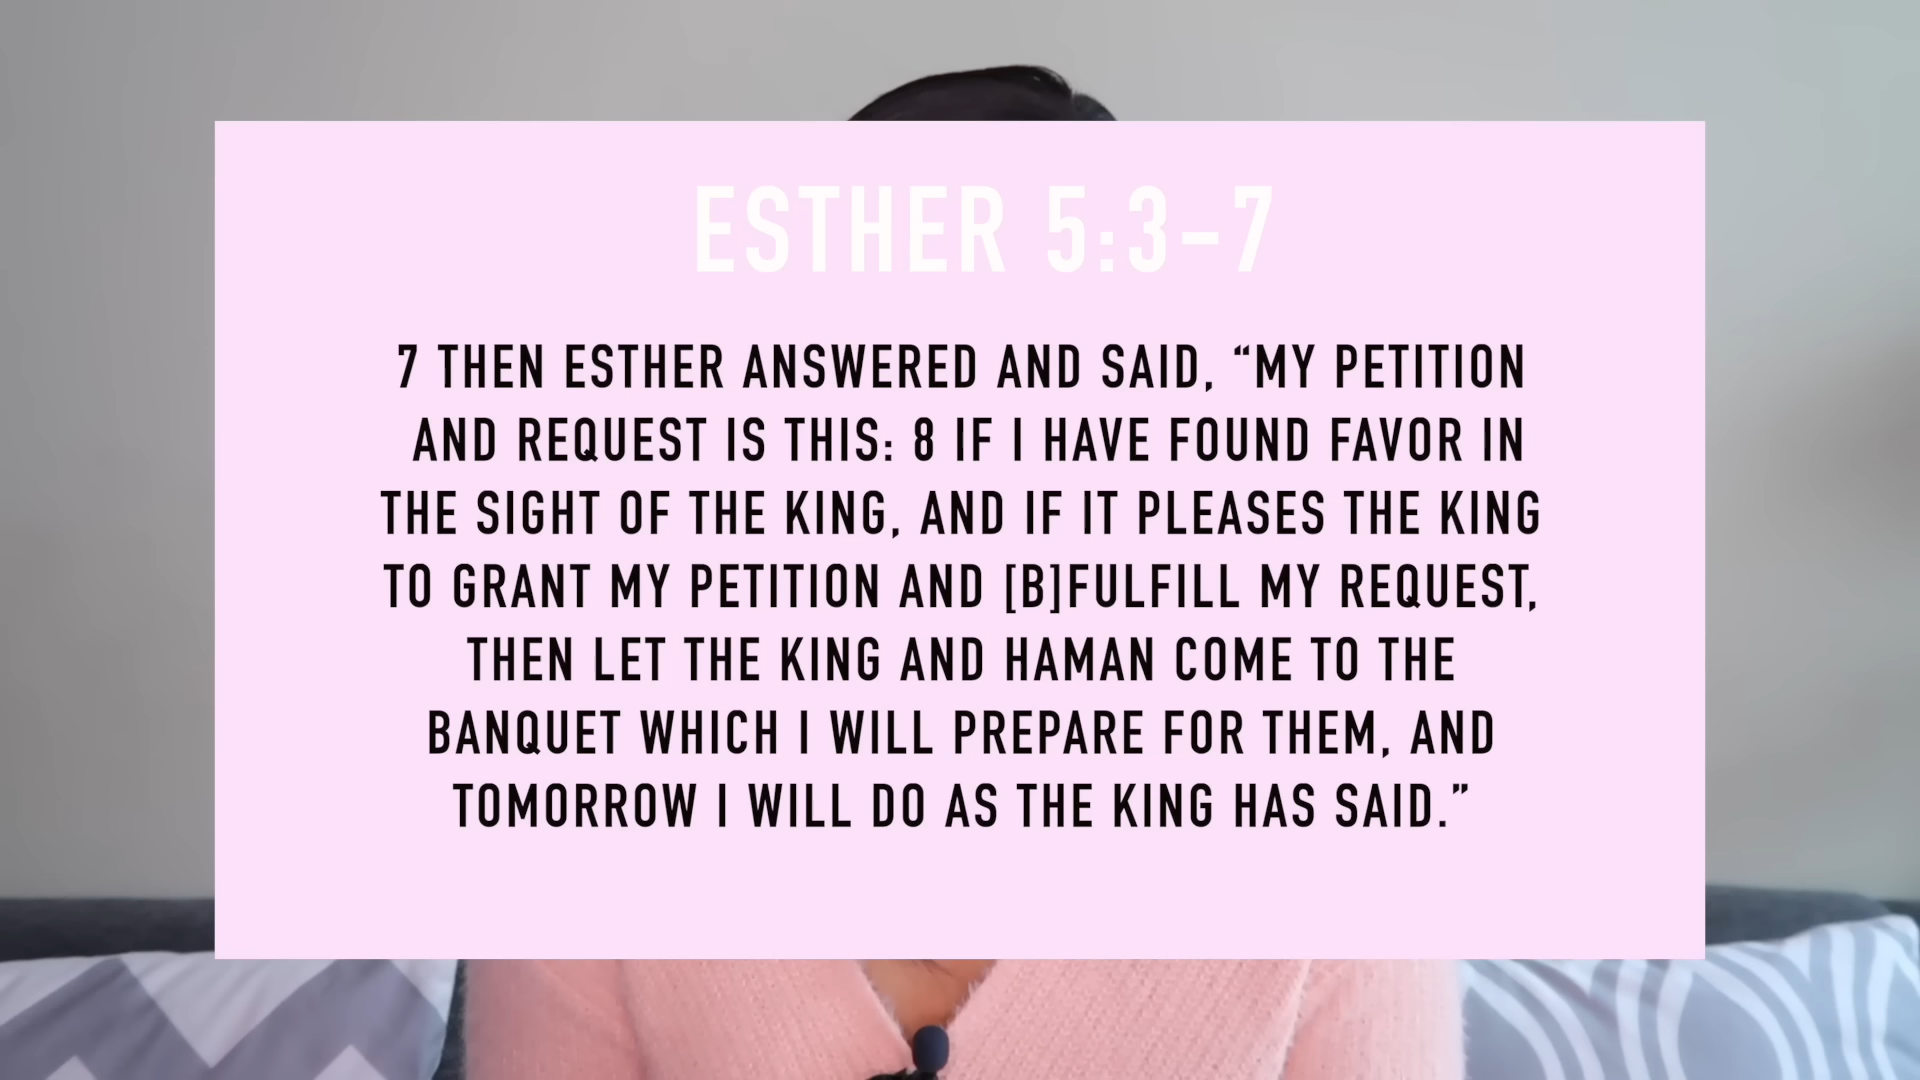 ESTHER 5:3-7
7 THEN ESTHER ANSWERED AND SAID, “MY PETITION
AND REQUEST IS THIS: 8 IF I HAVE FOUND FAVOR IN
THE SIGHT OF THE KING, AND IF IT PLEASES THE KING
TO GRANT MY PETITION AND [B]FULFILL MY REQUEST,
THEN LET THE KING AND HAMAN COME TO THE
BANQUET WHICH I WILL PREPARE FOR THEM, AND
TOMORROW I WILL DO AS THE KING HAS SAID.”